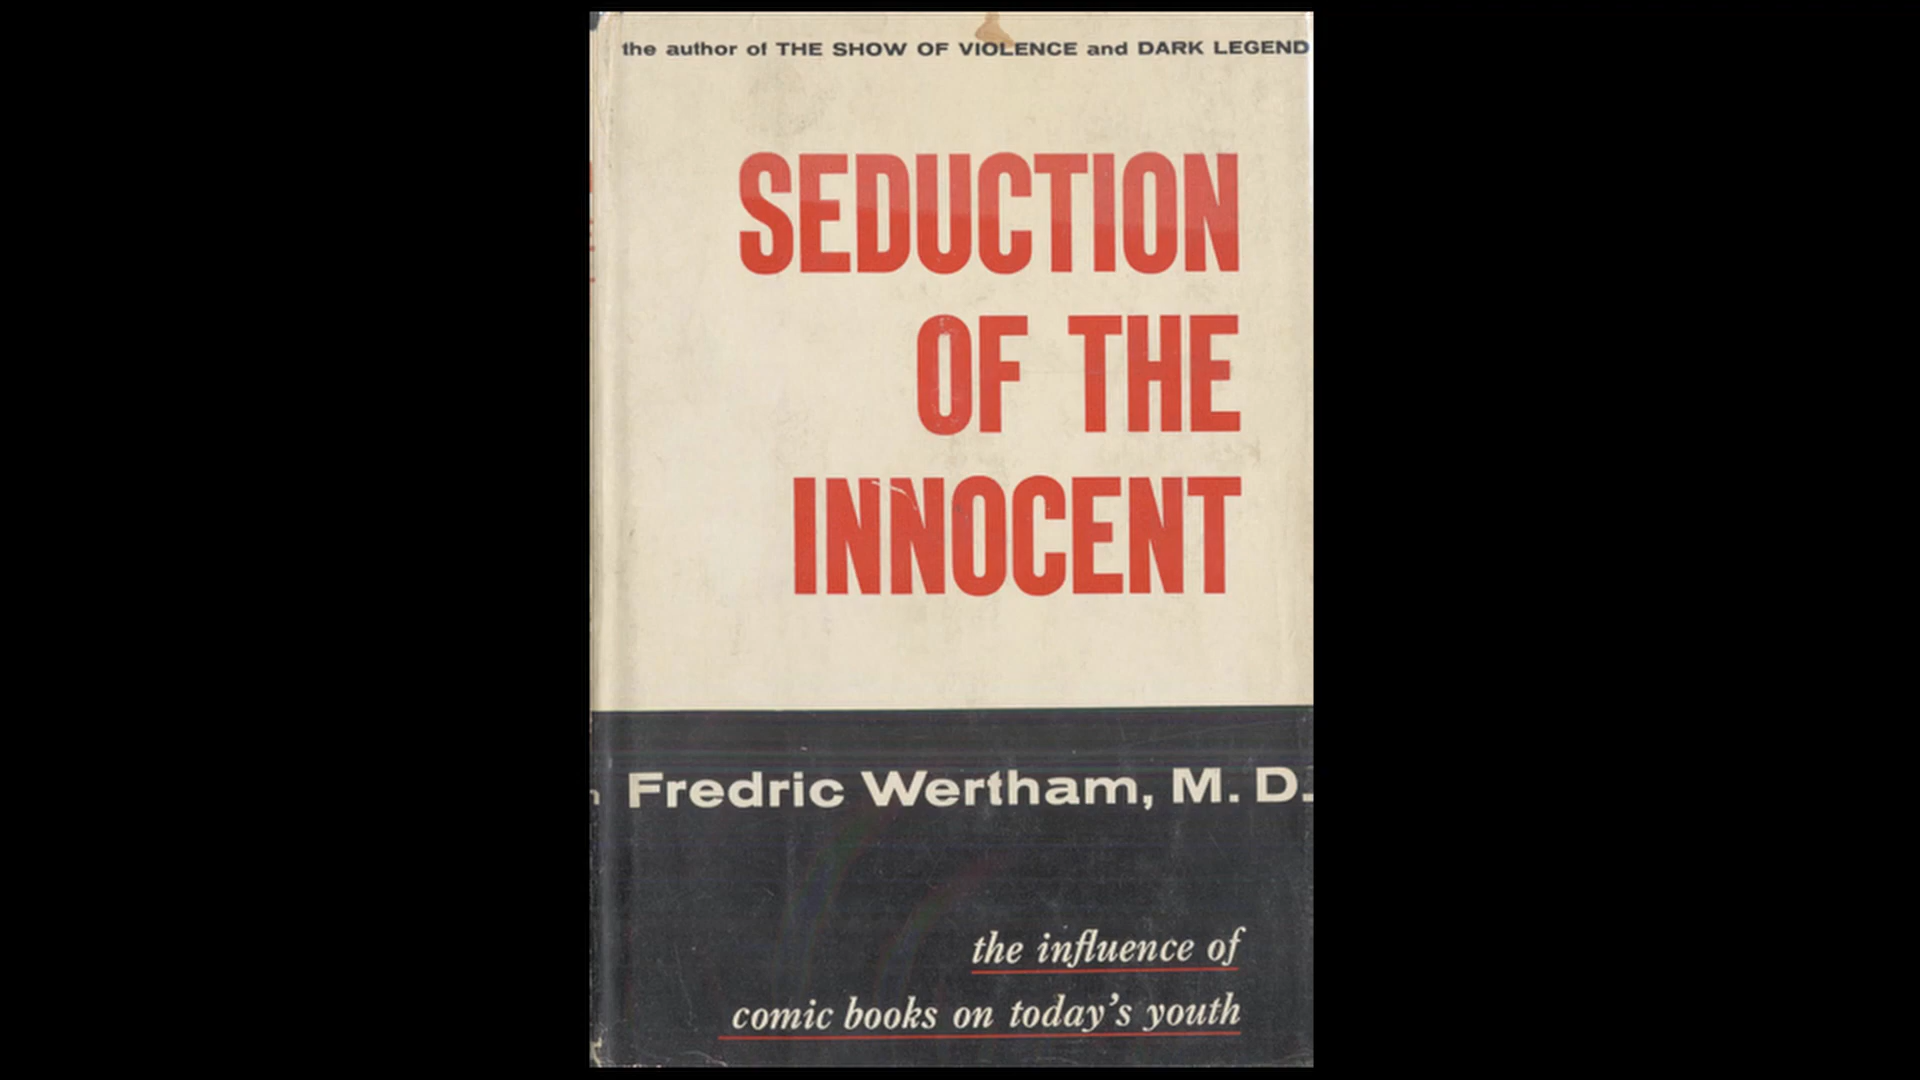 the author of THE SHOW OF VIOLENCE and DARK LEGEND
SEDUCTION
OF THE
INNOCENT
Fredric Wertham, M. D.
the influence of
comic books on today's youth